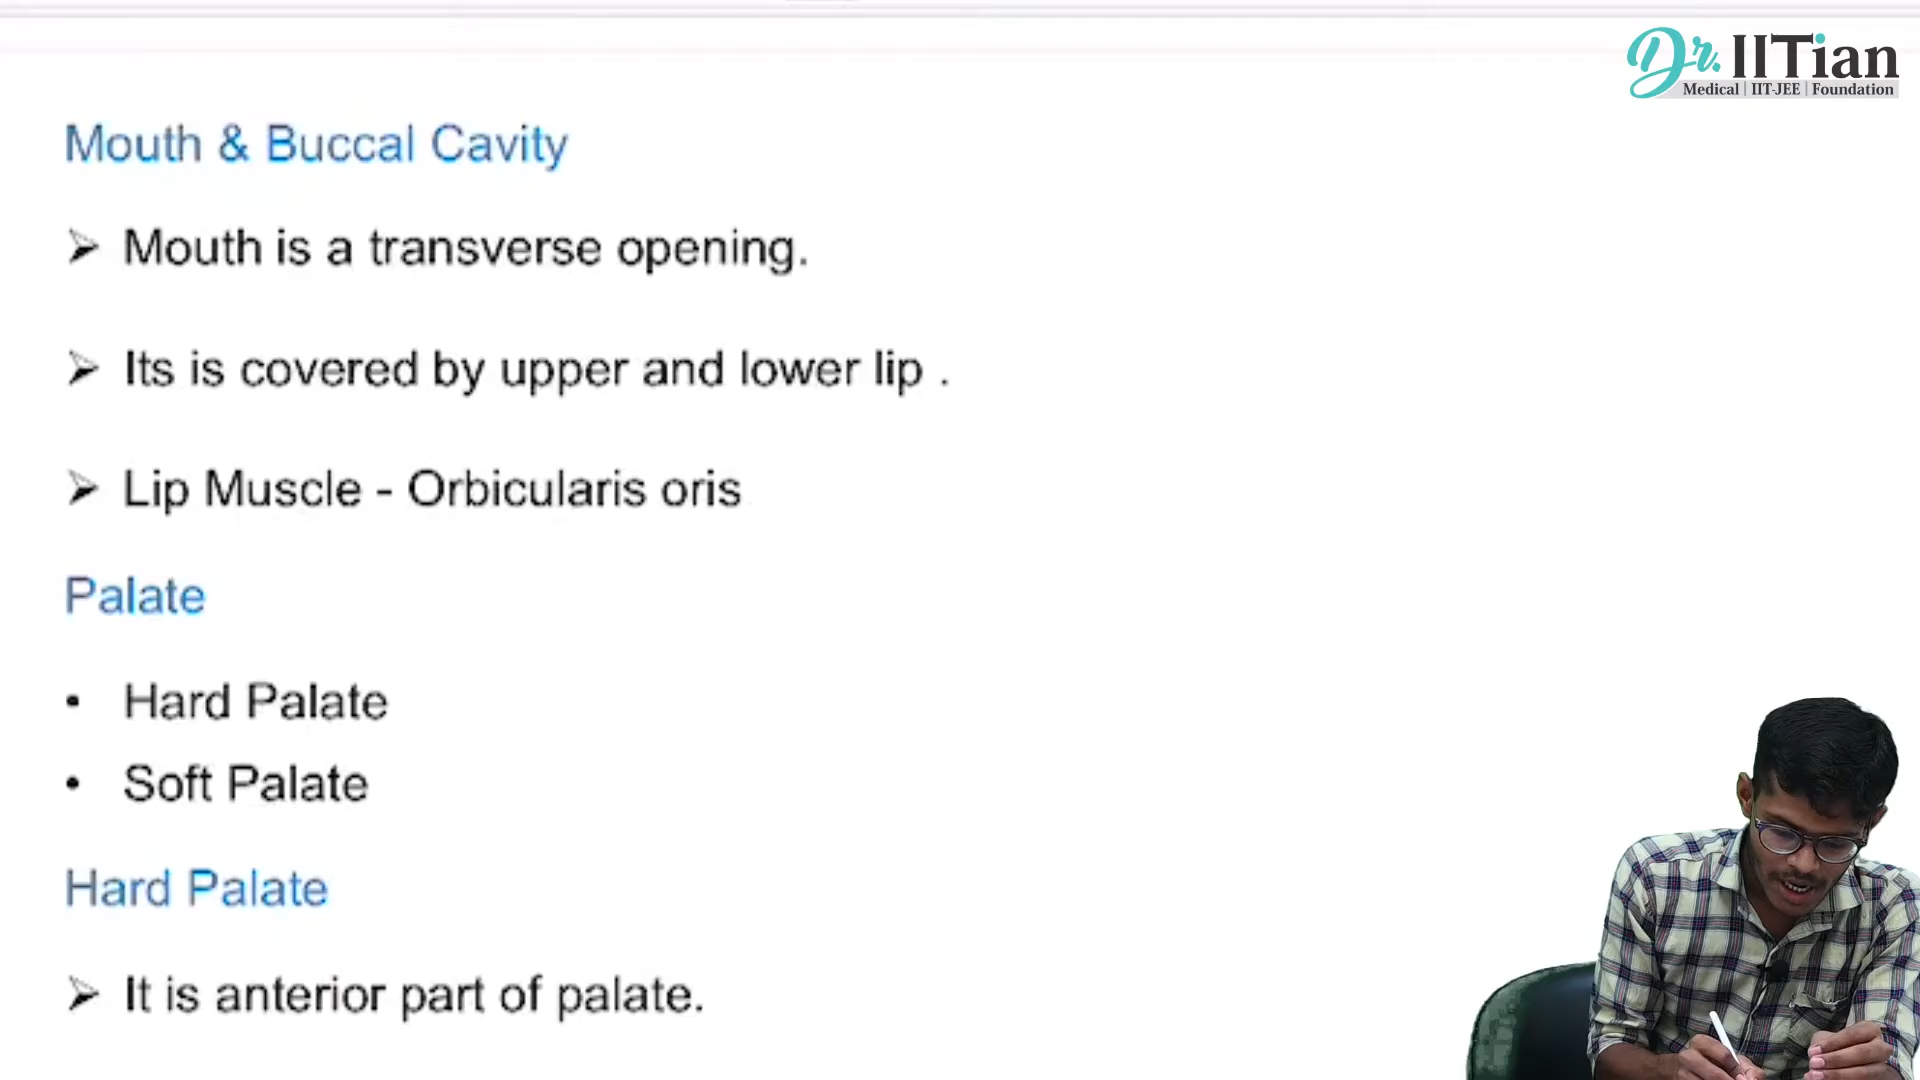 Dr. IITian
Medical | IIT-JEE | Foundation
Mouth & Buccal Cavity
➢ Mouth is a transverse opening.
➢ Its is covered by upper and lower lip .
➢ Lip Muscle - Orbicularis oris
Palate
• Hard Palate
• Soft Palate
Hard Palate
➢ It is anterior part of palate.